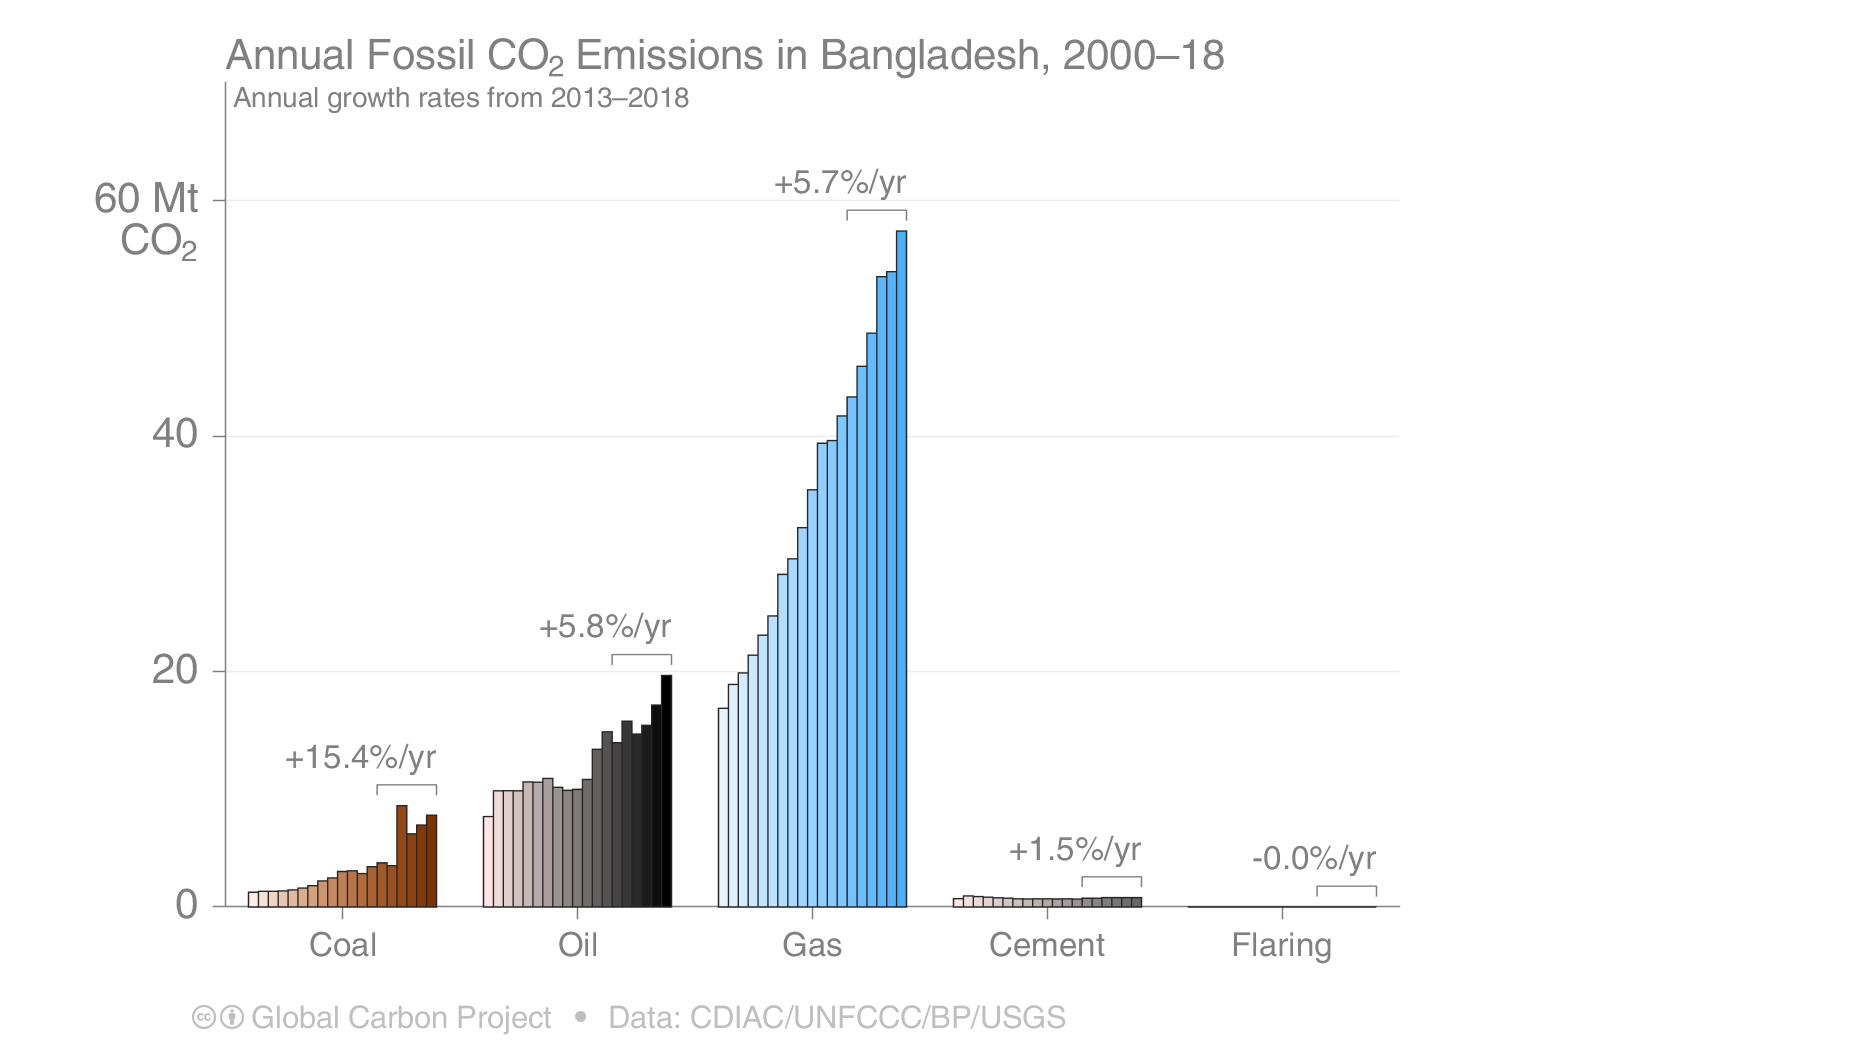 Annual Fossil CO₂ Emissions in Bangladesh, 2000–18
Annual growth rates from 2013–2018
60 Mt
CO₂
40
20
0
+15.4%/yr
+5.8%/yr
+5.7%/yr
+1.5%/yr
-0.0%/yr
Coal Oil Gas Cement Flaring
cc Global Carbon Project • Data: CDIAC/UNFCCC/BP/USGS